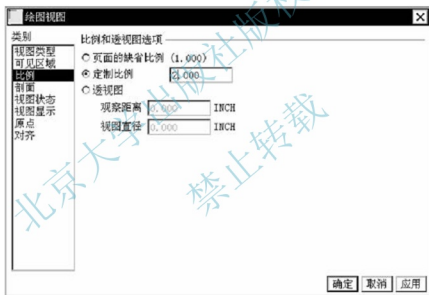 绘图视图
类别
视图类型
可见区域
比例
剖面
视图状态
视图显示
原点
对齐
比例和透视图选项
页面的缺省比例 (1.000)
定制比例 2.000
透视图
观察距离 0.000 INCH
视图直径 0.000 INCH
确定 取消 应用
北京大学出版社版权
禁止转载